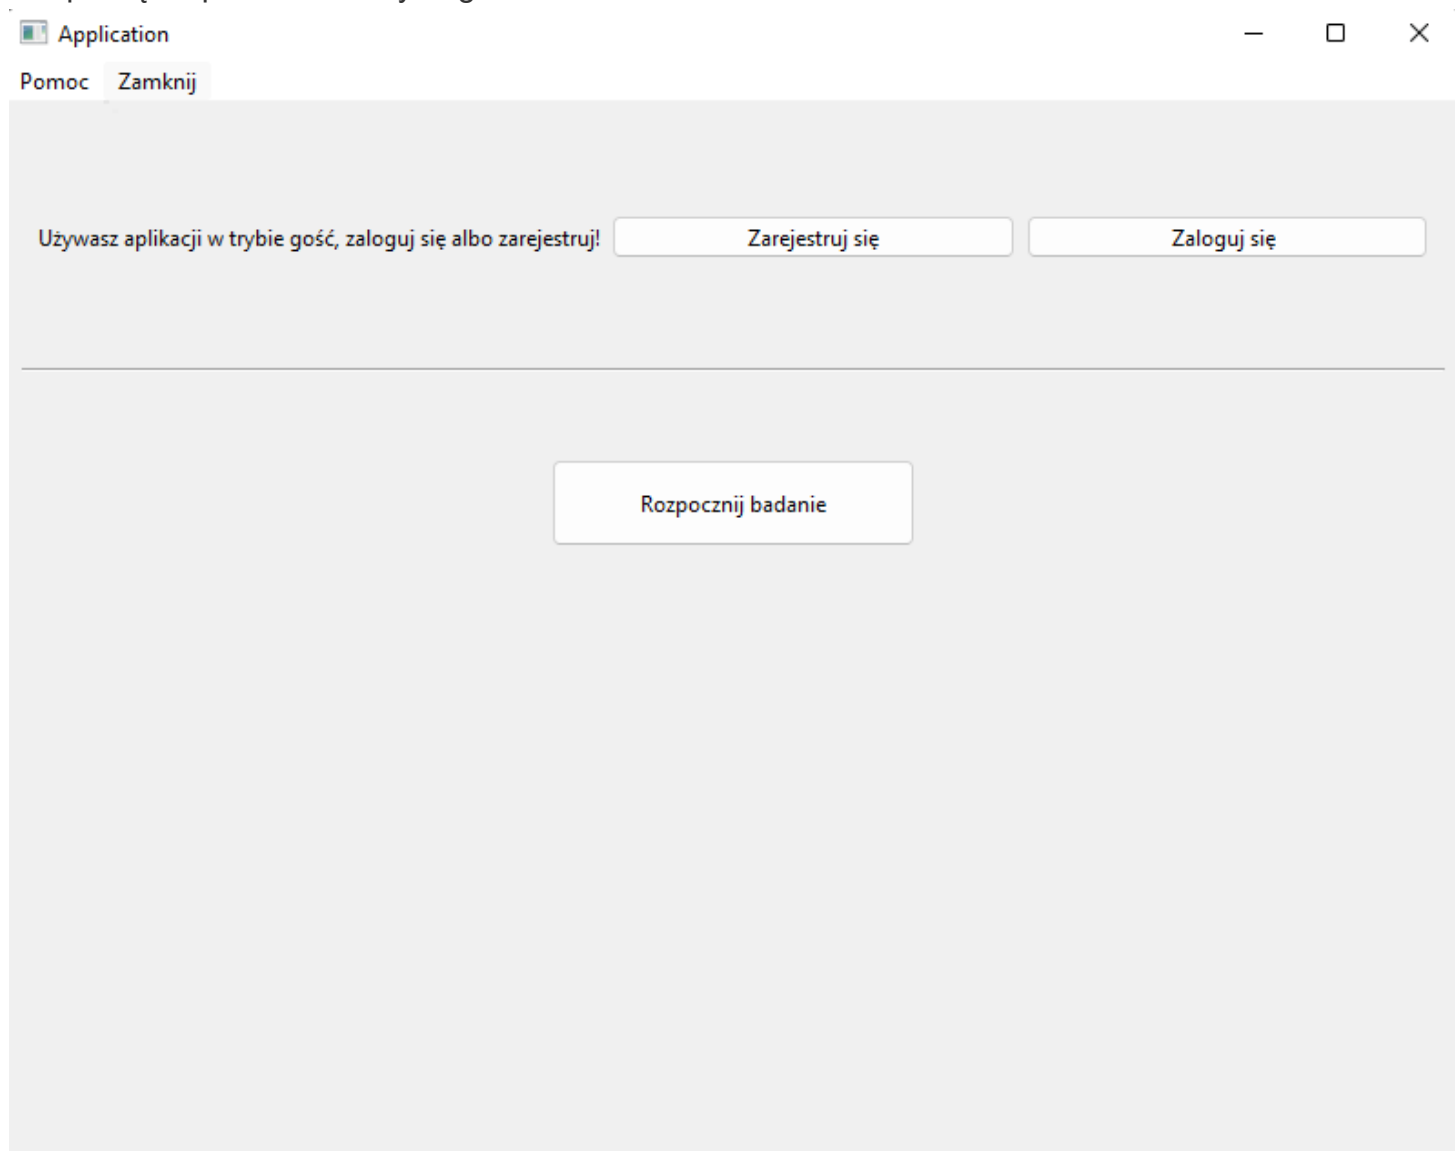 Application
Pomoc Zamknij
Używasz aplikacji w trybie gość, zaloguj się albo zarejestruj! Zarejestruj się Zaloguj się
Rozpocznij badanie